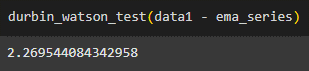 durbin_watson_test(data1 - ema_series)
2.269544084342958